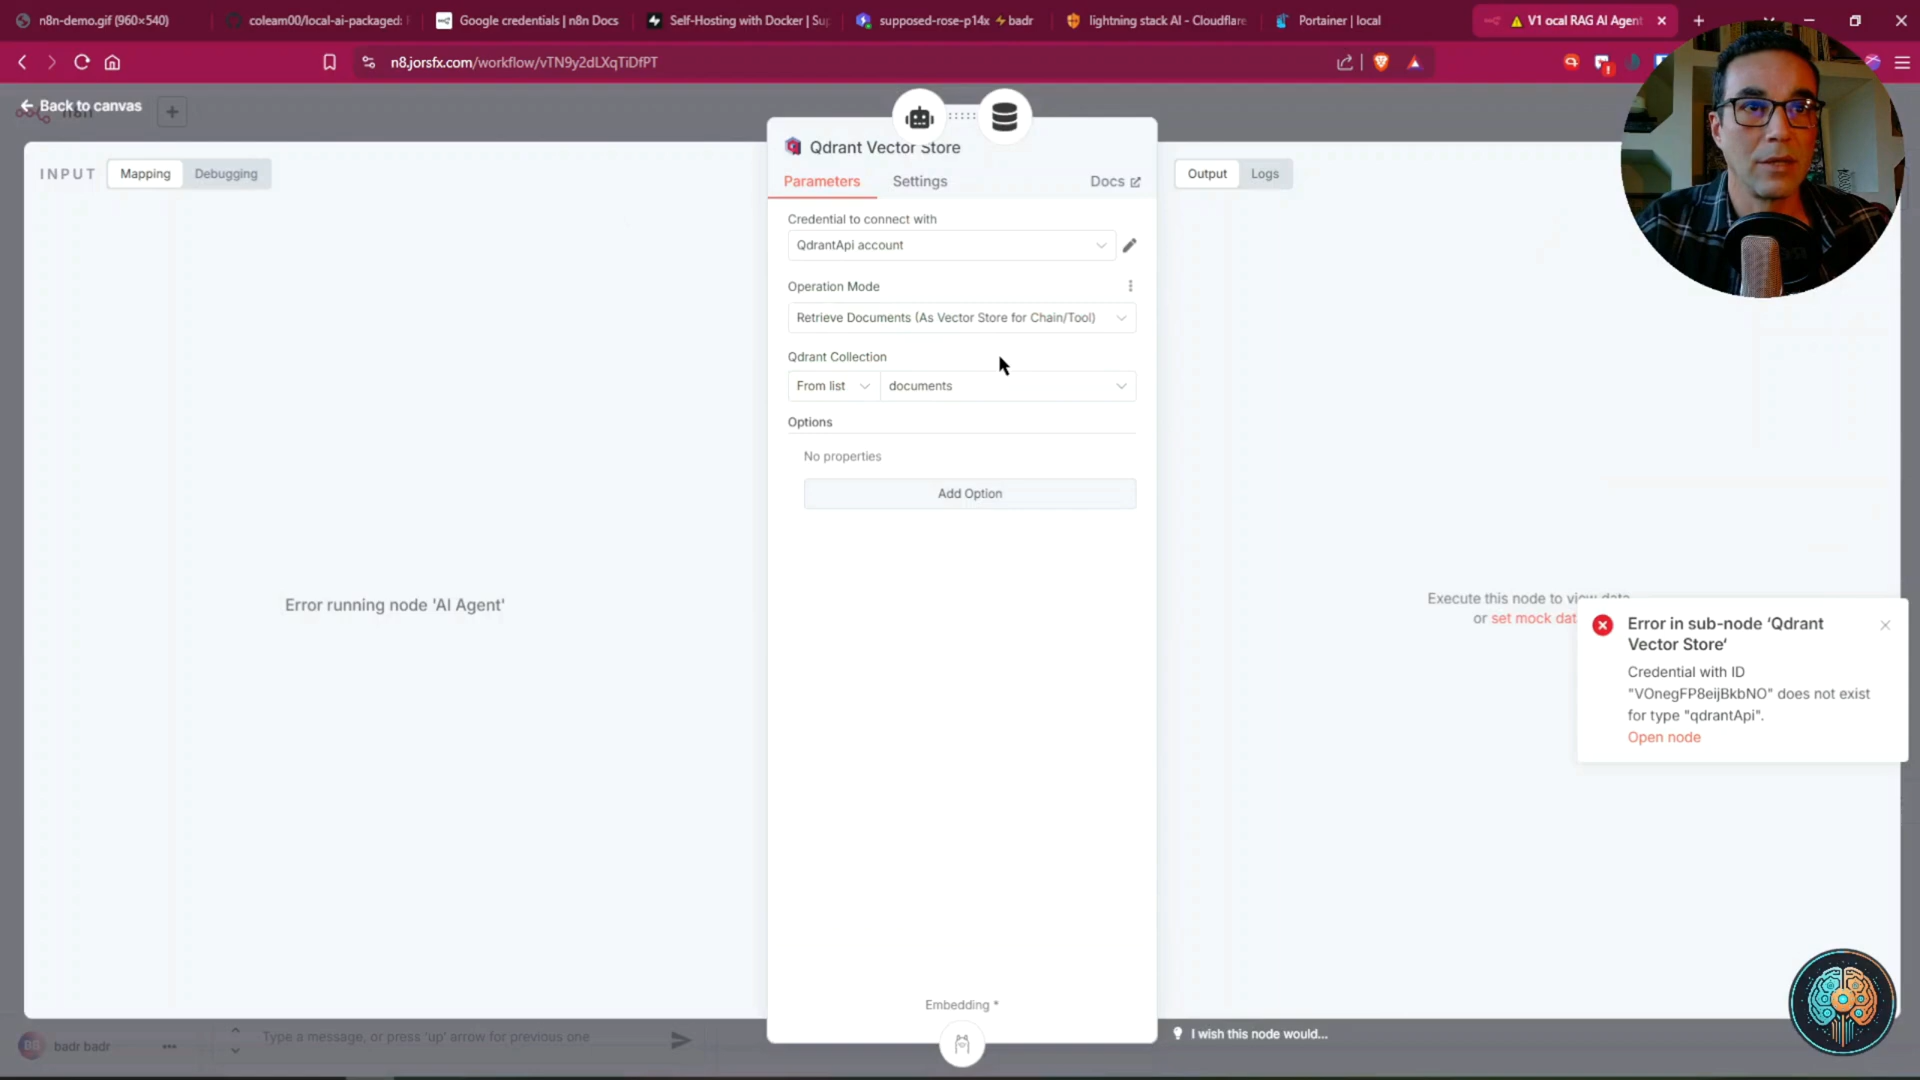 n8n-demo.gif (960×540)
coleam00/local-ai-packaged:
Google credentials | n8n Docs
Self-Hosting with Docker | Sup
supposed-rose-p14x ⚡badr
lightning stack AI - Cloudflare
Portainer | local
V1 ocal RAG AI Agent
n8.jorsfx.com/workflow/vTN9y2dLXqTiDfPT
Back to canvas
n8n
Qdrant Vector Store
INPUT
Mapping
Debugging
Parameters
Settings
Docs
Output
Logs
Credential to connect with
QdrantApi account
Operation Mode
Retrieve Documents (As Vector Store for Chain/Tool)
Qdrant Collection
From list
documents
Options
No properties
Add Option
Error running node 'AI Agent'
Execute this node to view data
or set mock dat
Error in sub-node ‘Qdrant
Vector Store‘
Credential with ID
"VOnegFP8eijBkbNO" does not exist
for type "qdrantApi".
Open node
Embedding *
I wish this node would...
BB
badr badr
Type a message, or press 'up' arrow for previous one